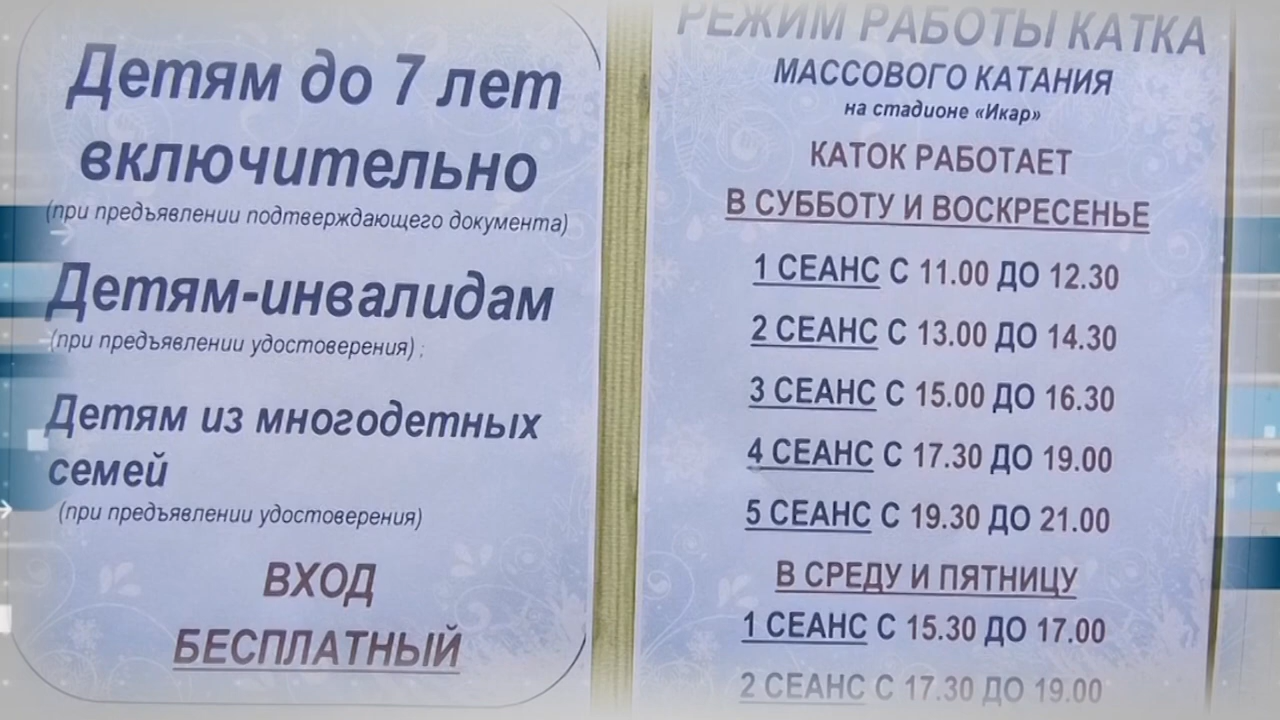 Детям до 7 лет
включительно
(при предъявлении подтверждающего документа)
Детям-инвалидам
(при предъявлении удостоверения) ;
Детям из многодетных
семей
(при предъявлении удостоверения)
ВХОД
БЕСПЛАТНЫЙ
РЕЖИМ РАБОТЫ КАТКА
МАССОВОГО КАТАНИЯ
на стадионе «Икар»
КАТОК РАБОТАЕТ
В СУББОТУ И ВОСКРЕСЕНЬЕ
1 СЕАНС С 11.00 ДО 12.30
2 СЕАНС С 13.00 ДО 14.30
3 СЕАНС С 15.00 ДО 16.30
4 СЕАНС С 17.30 ДО 19.00
5 СЕАНС С 19.30 ДО 21.00
В СРЕДУ И ПЯТНИЦУ
1 СЕАНС С 15.30 ДО 17.00
2 СЕАНС С 17.30 ДО 19.00